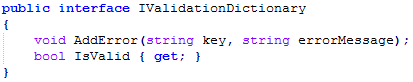 public interface IValidationDictionary
{
    void AddError(string key, string errorMessage);
    bool IsValid { get; }
}